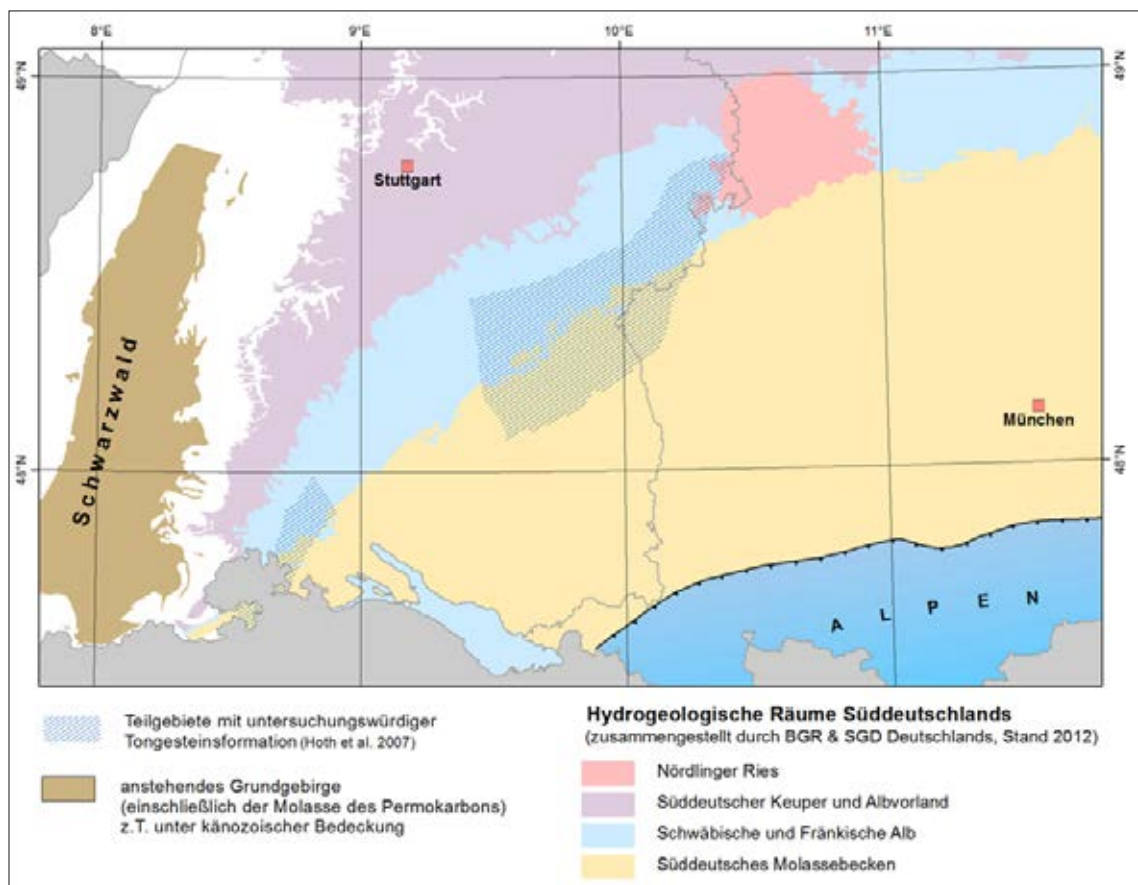 8°E
9°E
10°E
11°E
49°N
49°N
Stuttgart
Schwarzwald
München
48°N
48°N
ALPEN
Teilgebiete mit untersuchungswürdiger
Tongesteinsformation (Hoth et al. 2007)
anstehendes Grundgebirge
(einschließlich der Molasse des Permokarbons)
z.T. unter känozoischer Bedeckung
Hydrogeologische Räume Süddeutschlands
(zusammengestellt durch BGR & SGD Deutschlands, Stand 2012)
Nördlinger Ries
Süddeutscher Keuper und Albvorland
Schwäbische und Fränkische Alb
Süddeutsches Molassebecken